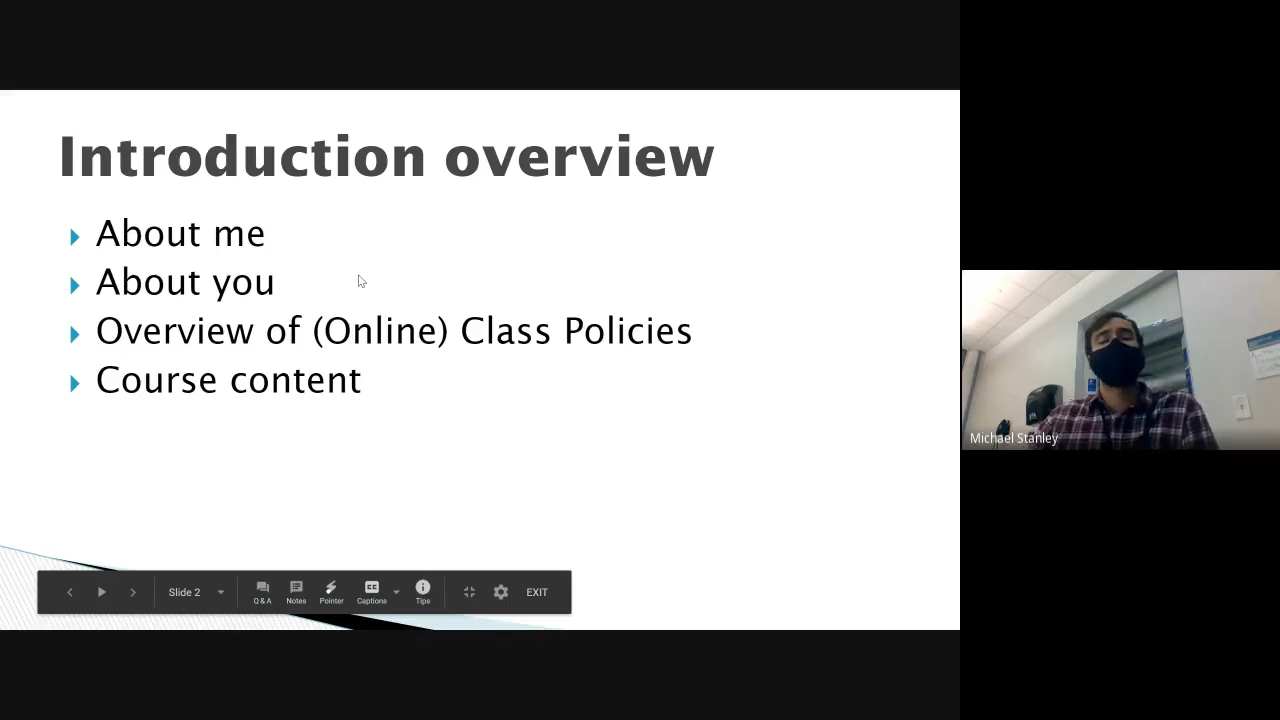 Introduction overview
About me
About you
Overview of (Online) Class Policies
Course content
Slide 2
Q & A
Notes
Pointer
CC
Captions
Tips
EXIT
Michael Stanley